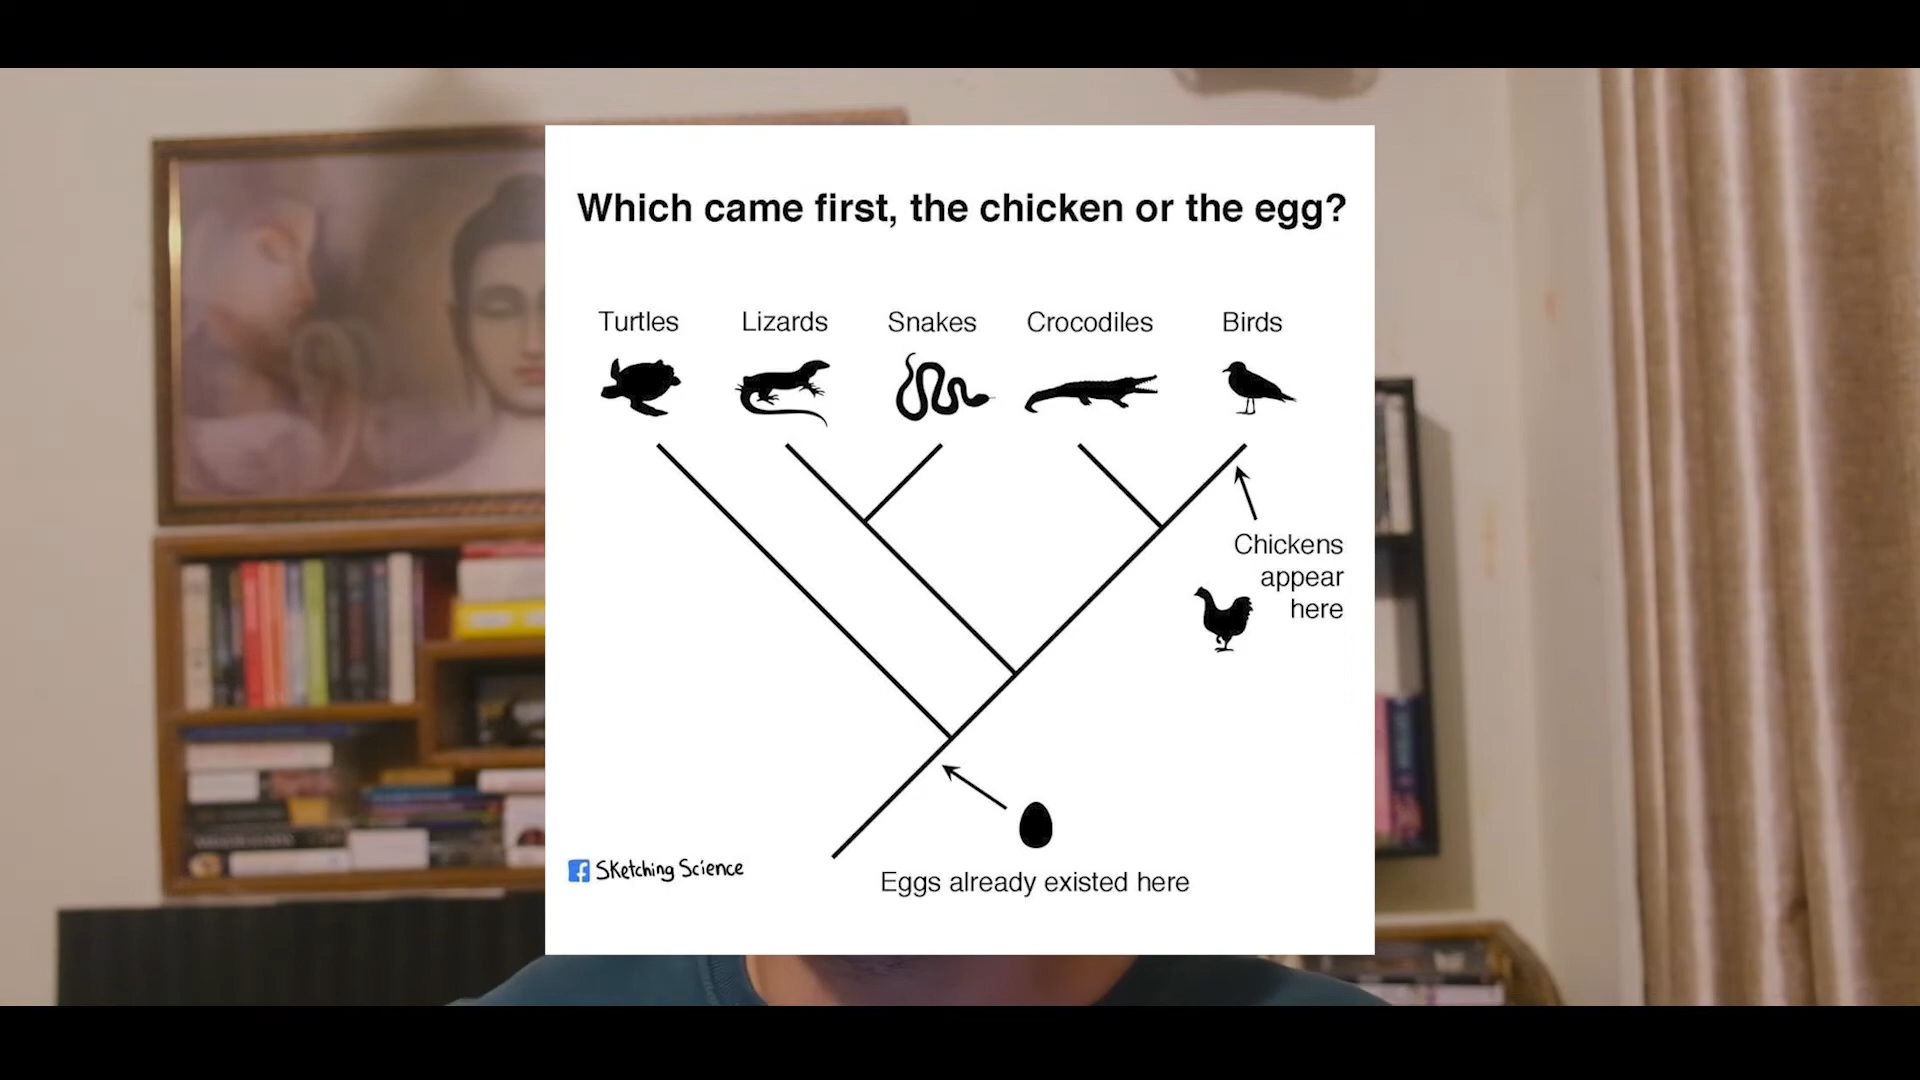 Which came first, the chicken or the egg?
Turtles Lizards Snakes Crocodiles Birds
Chickens
appear
here
Sketching Science
Eggs already existed here